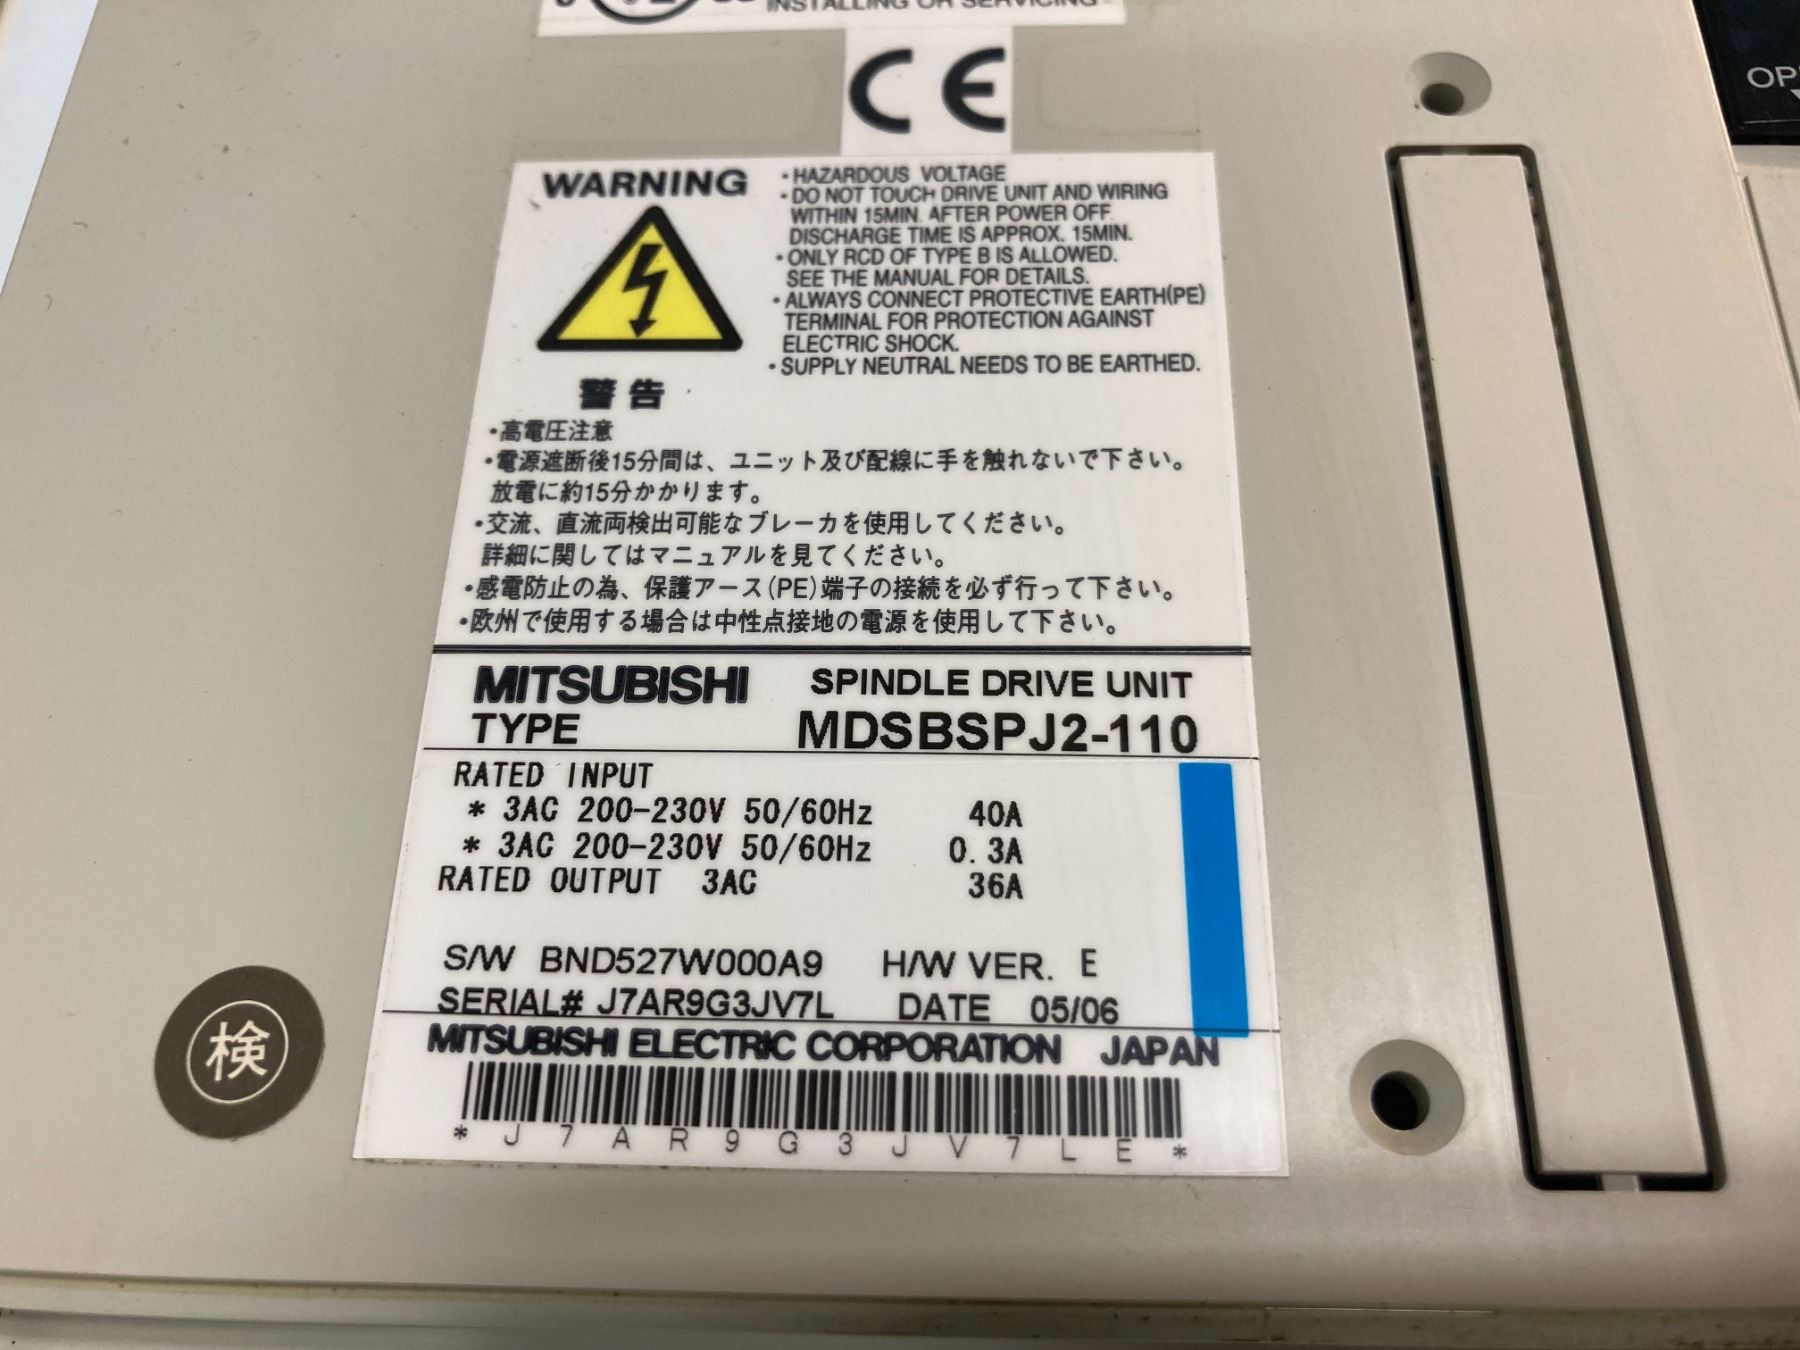 INSTALLING OR SERVICING
CE
OP
WARNING
・HAZARDOUS VOLTAGE
・DO NOT TOUCH DRIVE UNIT AND WIRING
WITHIN 15MIN. AFTER POWER OFF.
DISCHARGE TIME IS APPROX. 15MIN.
・ONLY RCD OF TYPE B IS ALLOWED.
SEE THE MANUAL FOR DETAILS.
・ALWAYS CONNECT PROTECTIVE EARTH(PE)
TERMINAL FOR PROTECTION AGAINST
ELECTRIC SHOCK.
・SUPPLY NEUTRAL NEEDS TO BE EARTHED.
警告
・高電圧注意
・電源遮断後15分間は、ユニット及び配線に手を触れないで下さい。
放電に約15分かかります。
・交流、直流両検出可能なブレーカを使用してください。
詳細に関してはマニュアルを見てください。
・感電防止の為、保護アース(PE)端子の接続を必ず行って下さい。
・欧州で使用する場合は中性点接地の電源を使用して下さい。
MITSUBISHI SPINDLE DRIVE UNIT
TYPE MDSBSPJ2-110
RATED INPUT
* 3AC 200-230V 50/60Hz 40A
* 3AC 200-230V 50/60Hz 0.3A
RATED OUTPUT 3AC 36A
S/W BND527W000A9 H/W VER. E
SERIAL# J7AR9G3JV7L DATE 05/06
MITSUBISHI ELECTRIC CORPORATION JAPAN
*J7AR9G3JV7LE*
検